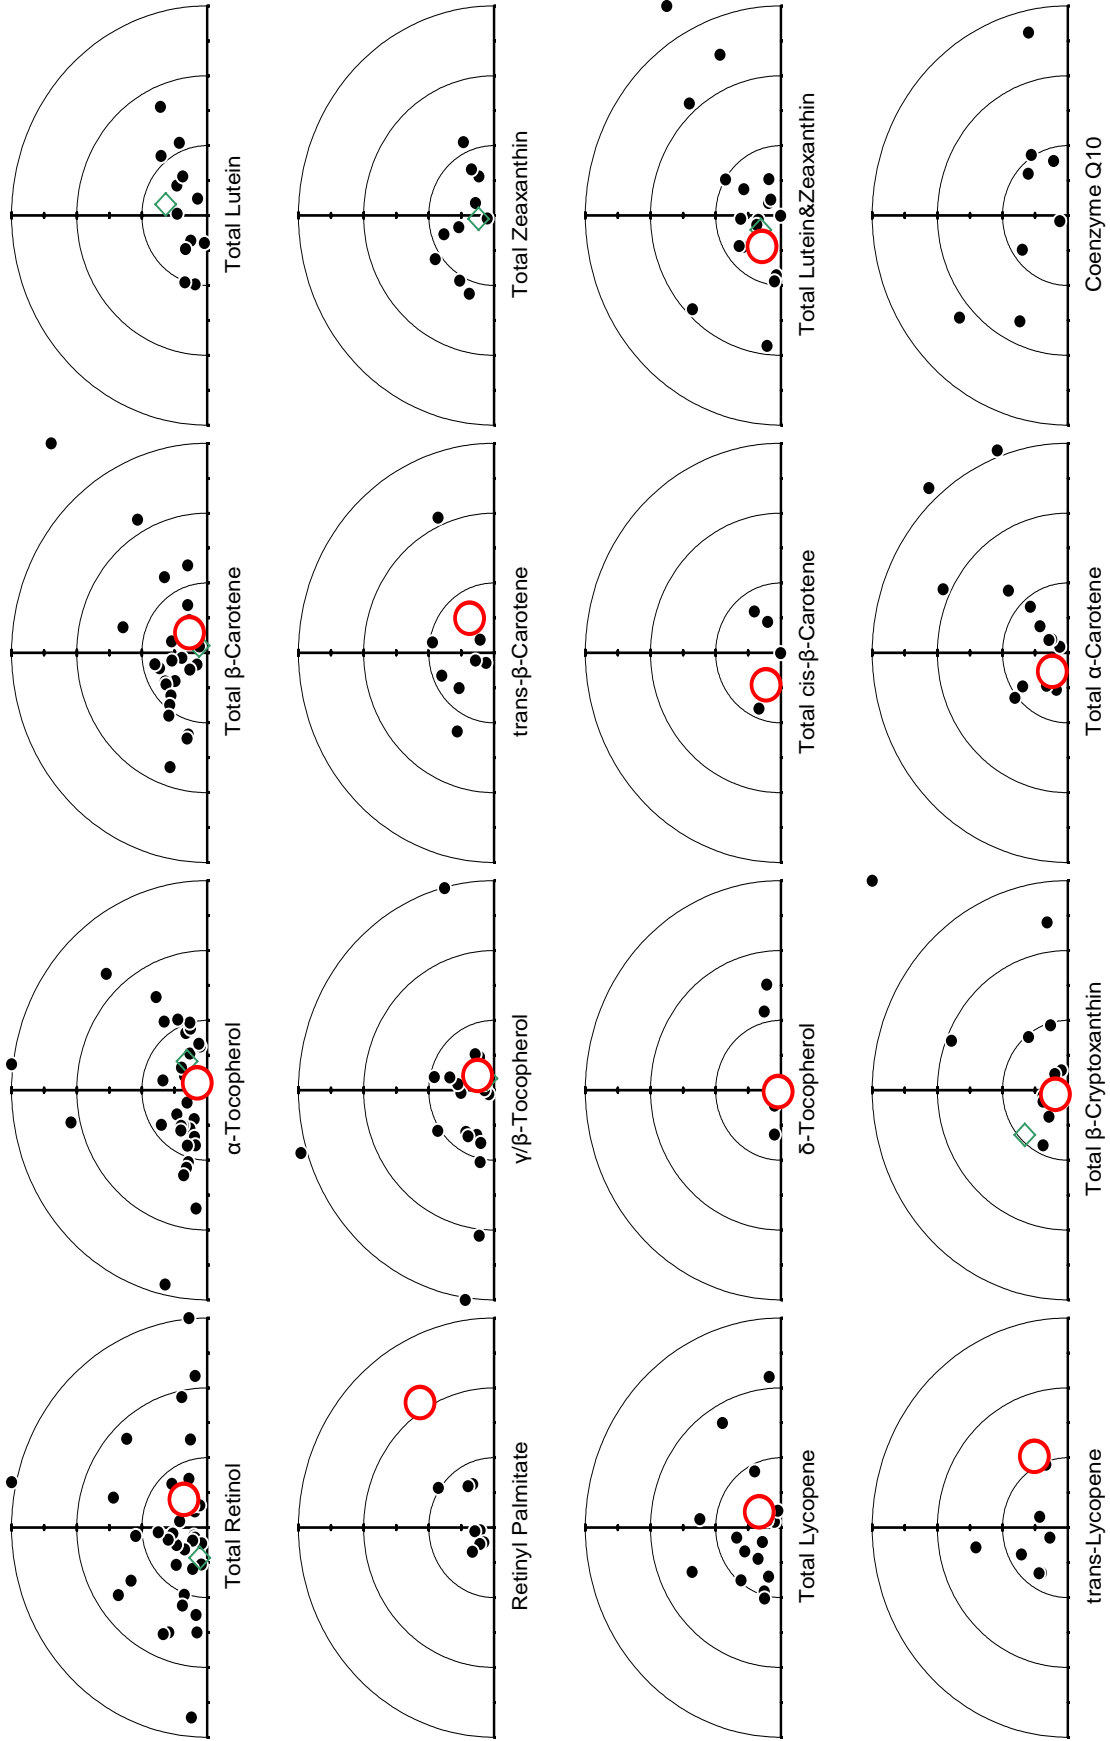 Total Retinol
α-Tocopherol
Total β-Carotene
Total Lutein
Retinyl Palmitate
γ/β-Tocopherol
trans-β-Carotene
Total Zeaxanthin
Total Lycopene
δ-Tocopherol
Total cis-β-Carotene
Total Lutein&Zeaxanthin
trans-Lycopene
Total β-Cryptoxanthin
Total α-Carotene
Coenzyme Q10